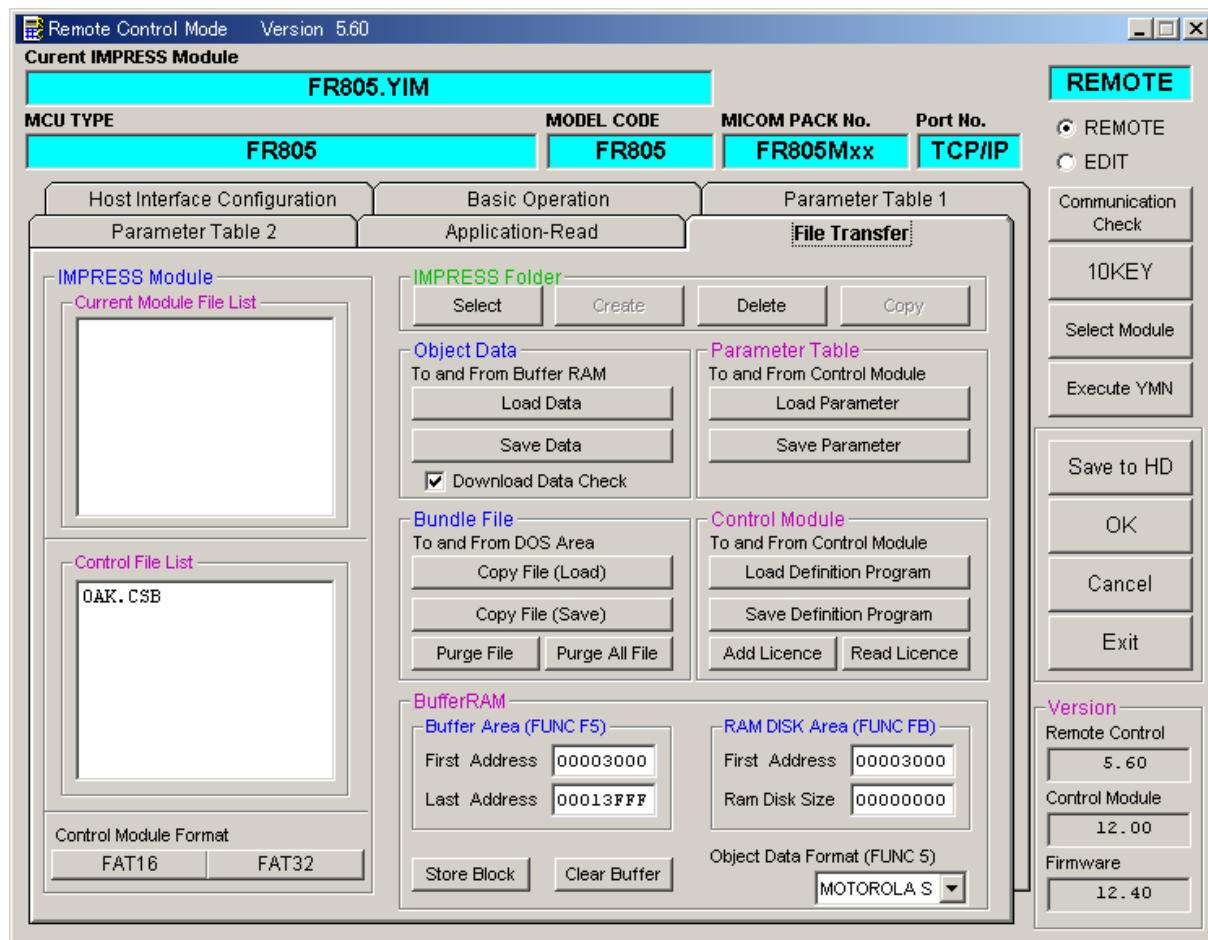 Remote Control Mode Version 5.60
Curent IMPRESS Module
FR805.YIM
REMOTE
MCU TYPE MODEL CODE MICOM PACK No. Port No.
FR805 FR805 FR805Mxx TCP/IP
REMOTE
EDIT
Host Interface Configuration Basic Operation Parameter Table 1
Parameter Table 2 Application-Read File Transfer
IMPRESS Module
Current Module File List
Control File List
OAK.CSB
Control Module Format
FAT16 FAT32
IMPRESS Folder
Select Create Delete Copy
Object Data
To and From Buffer RAM
Load Data
Save Data
Download Data Check
Parameter Table
To and From Control Module
Load Parameter
Save Parameter
Bundle File
To and From DOS Area
Copy File (Load)
Copy File (Save)
Purge File Purge All File
Control Module
To and From Control Module
Load Definition Program
Save Definition Program
Add Licence Read Licence
BufferRAM
Buffer Area (FUNC F5)
First Address 00003000
Last Address 00013FFF
RAM DISK Area (FUNC FB)
First Address 00003000
Ram Disk Size 00000000
Store Block Clear Buffer
Object Data Format (FUNC 5)
MOTOROLA S
Communication
Check
10KEY
Select Module
Execute YMN
Save to HD
OK
Cancel
Exit
Version
Remote Control
5.60
Control Module
12.00
Firmware
12.40